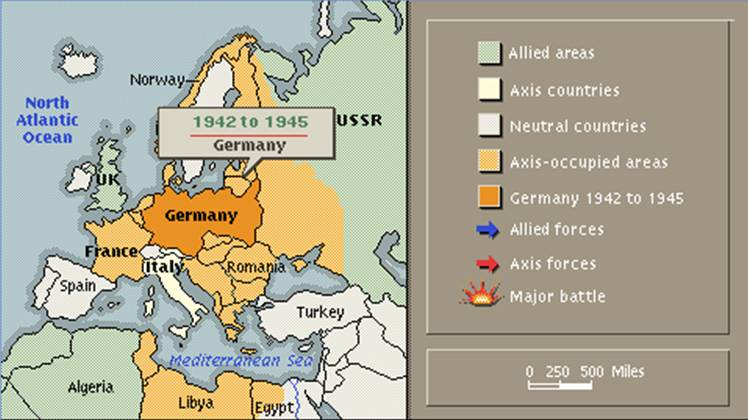 Norway
North
Atlantic
Ocean
1942 to 1945
Germany
USSR
UK
Germany
France
Italy
Romania
Spain
Turkey
Mediterranean Sea
Algeria
Libya
Egypt
Allied areas
Axis countries
Neutral countries
Axis-occupied areas
Germany 1942 to 1945
Allied forces
Axis forces
Major battle
0 250 500 Miles